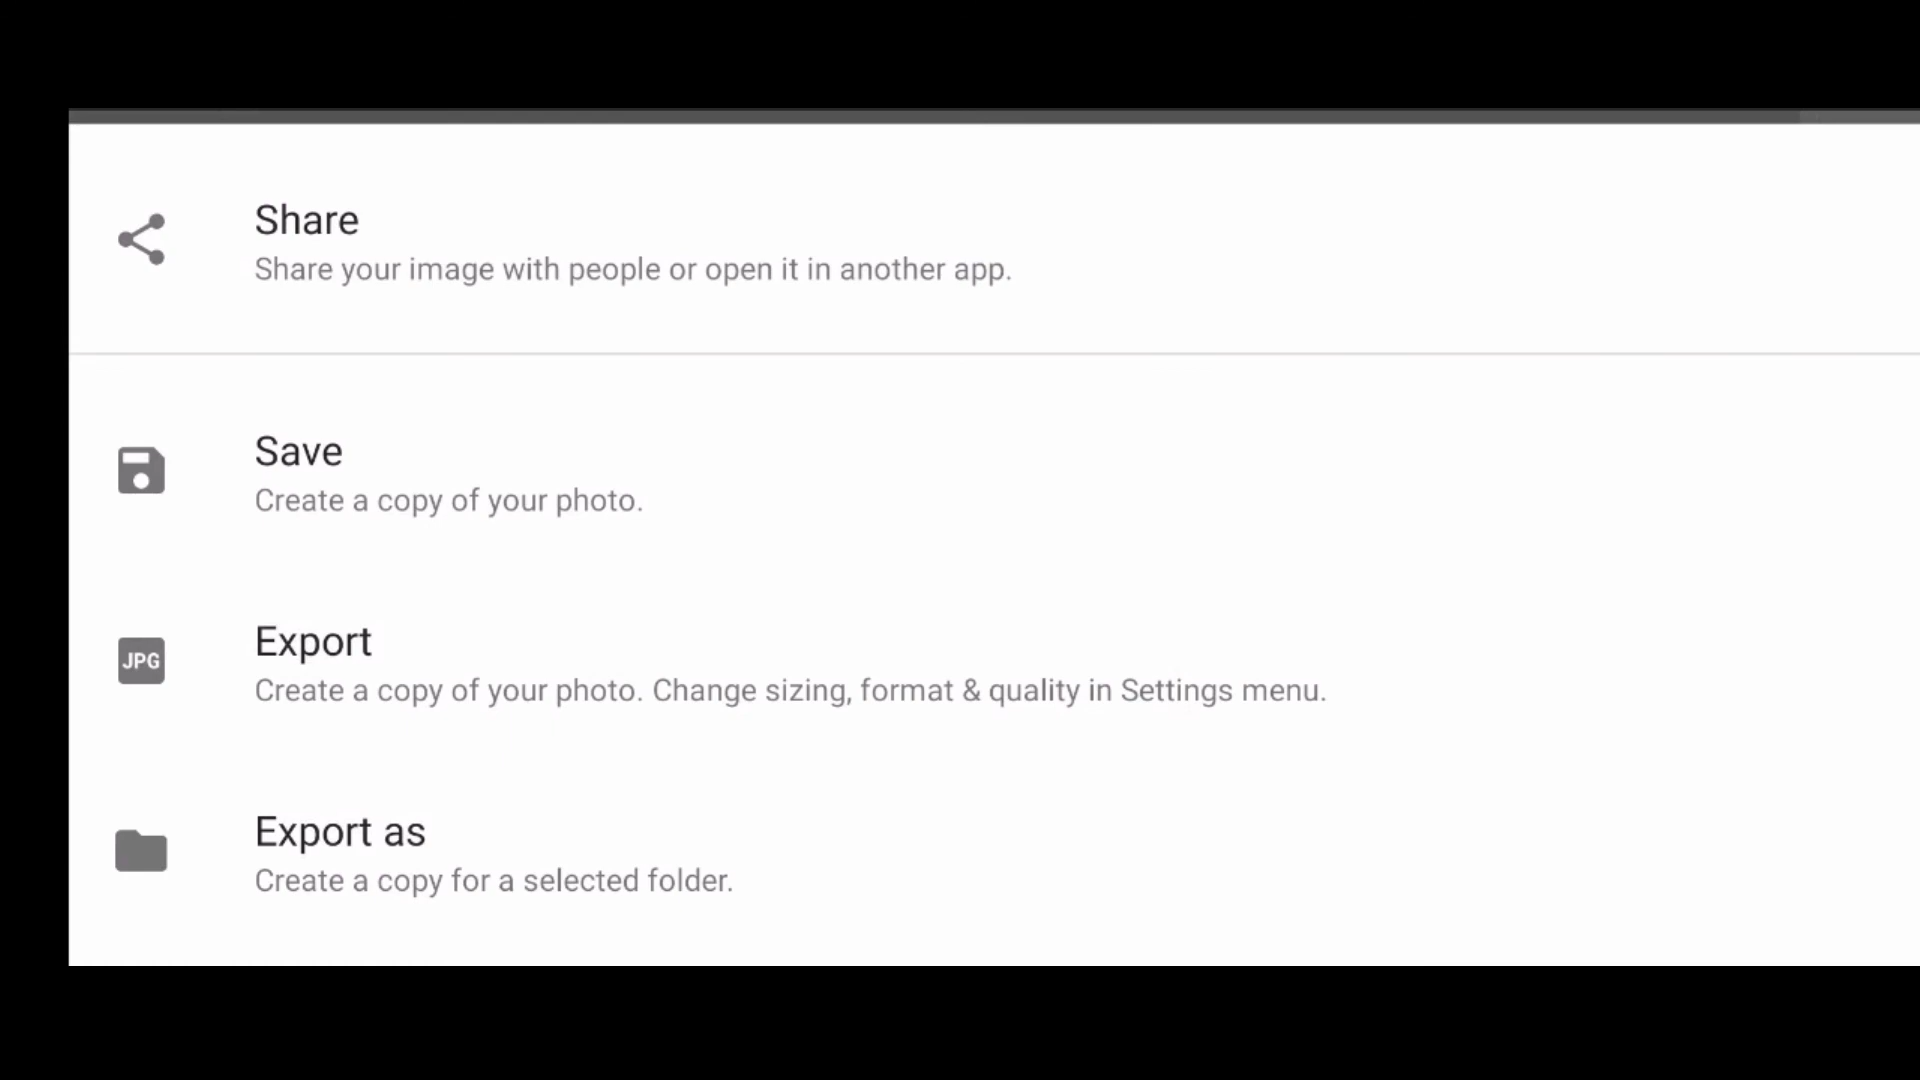 Share
Share your image with people or open it in another app.
Save
Create a copy of your photo.
JPG
Export
Create a copy of your photo. Change sizing, format & quality in Settings menu.
Export as
Create a copy for a selected folder.